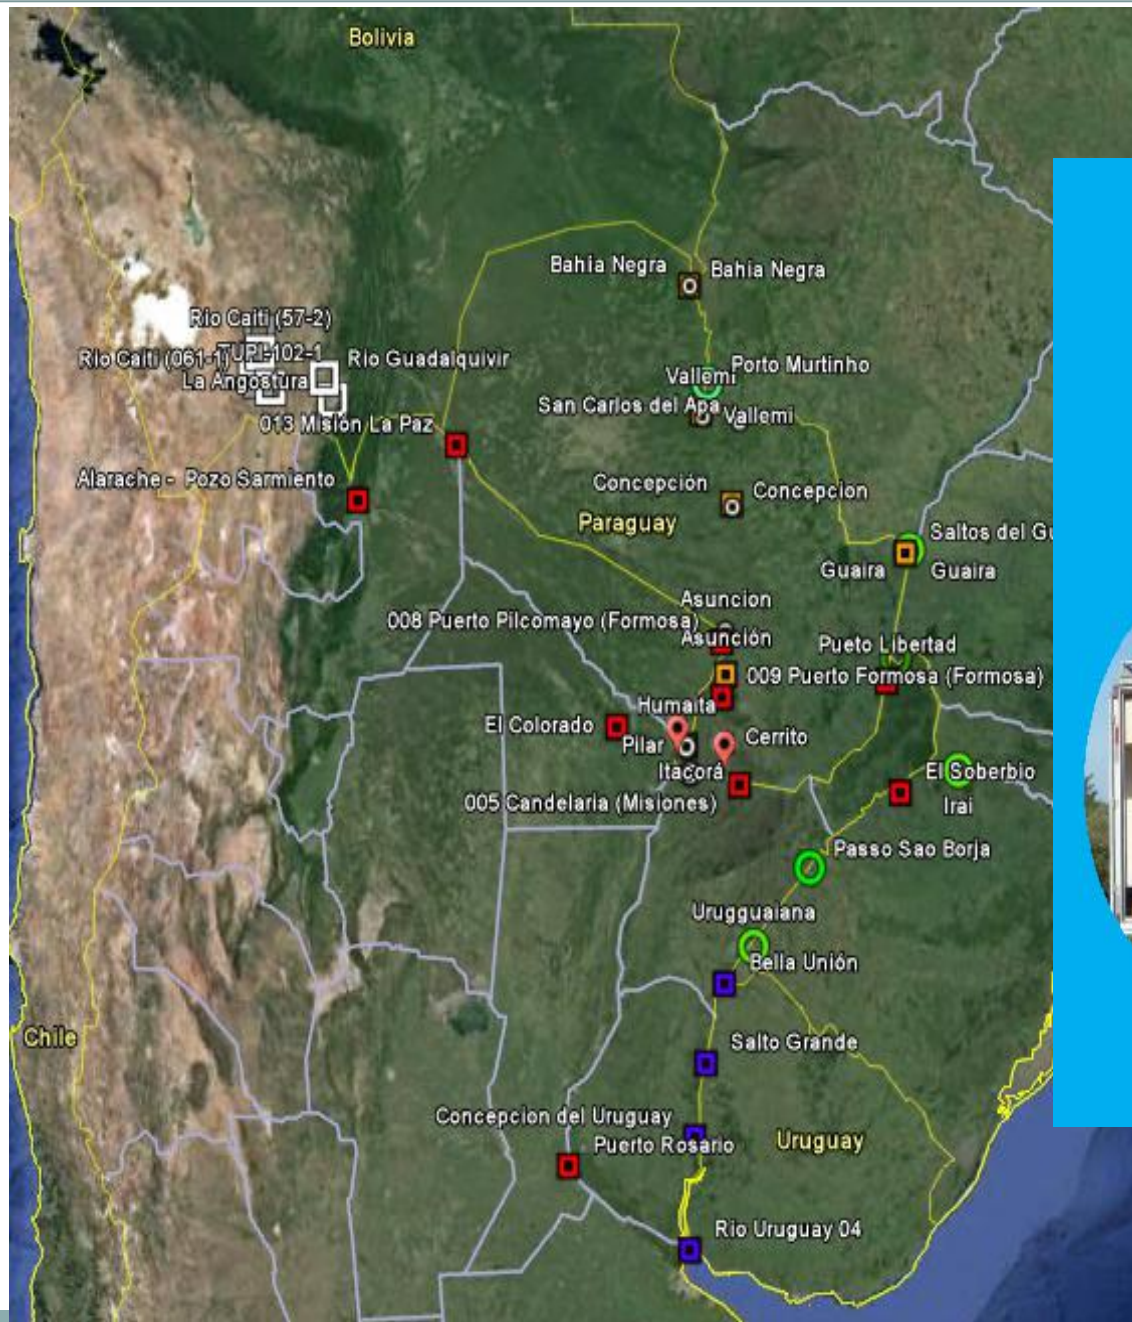 Bolivia
Bahia Negra
Bahia Negra
Rio Caiti (57-2)
Rio Caiti (061-1)
TUPI-102-1
Rio Guadalquivir
La Angostura
Porto Murtinho
Vallemi
San Carlos del Apa
Vallemi
013 Misión La Paz
Alarache - Pozo Sarmiento
Concepción
Concepcion
Paraguay
Saltos del Gu
Guaira
Guaira
Asuncion
008 Puerto Pilcomayo (Formosa)
Asunción
Pueto Libertad
009 Puerto Formosa (Formosa)
Humaita
El Colorado
Pilar
Cerrito
Itacorá
El Soberbio
005 Candelaria (Misiones)
Irai
Passo Sao Borja
Urugguaiana
Bella Unión
Chile
Salto Grande
Concepcion del Uruguay
Puerto Rosario
Uruguay
Rio Uruguay 04